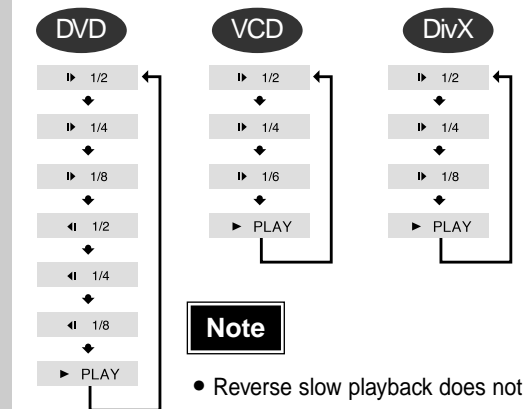 DVD
I▶ 1/2
I▶ 1/4
I▶ 1/8
◀I 1/2
◀I 1/4
◀I 1/8
► PLAY
VCD
I▶ 1/2
I▶ 1/4
I▶ 1/6
► PLAY
DivX
I▶ 1/2
I▶ 1/4
I▶ 1/8
► PLAY
Note
• Reverse slow playback does not